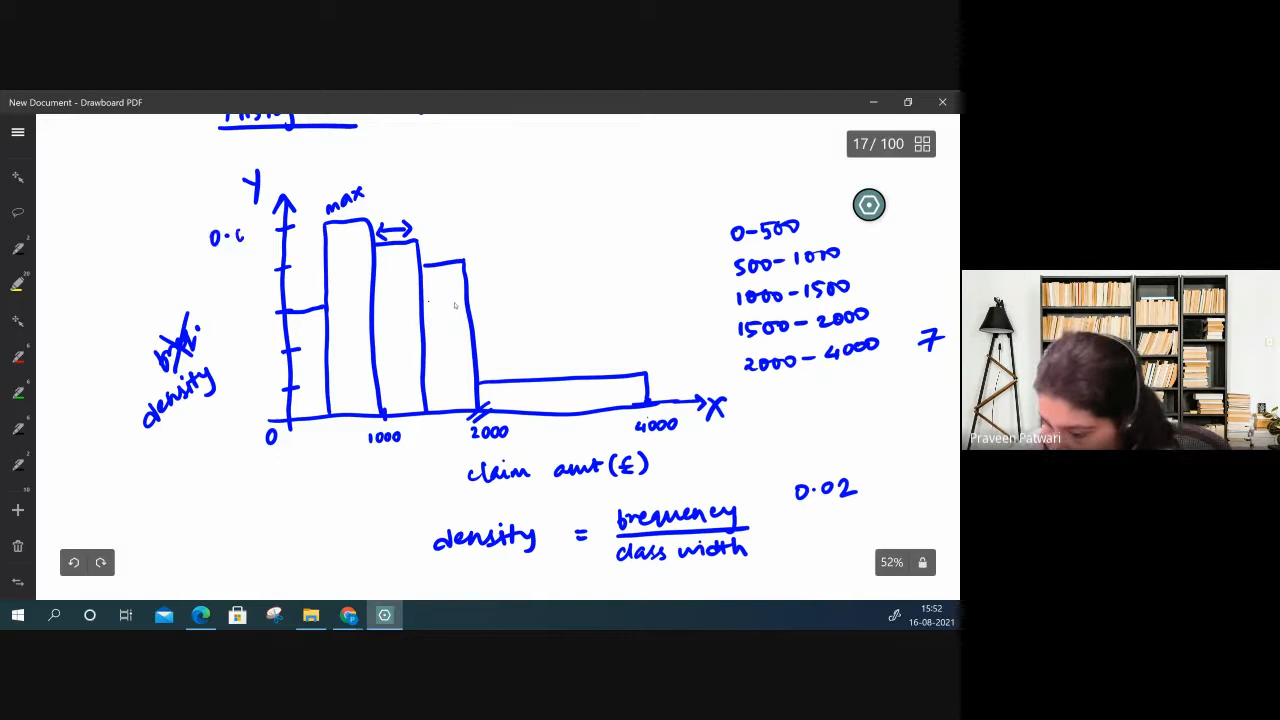 New Document - Drawboard PDF
17 / 100
Y
max
0.0
0-500
500-1000
1000-1500
1500-2000
2000-4000 7
density
0 1000 2000 4000 X
claim amt (£)
0.02
density = frequency
class width
52%
Praveen Patwari
15:52
16-08-2021